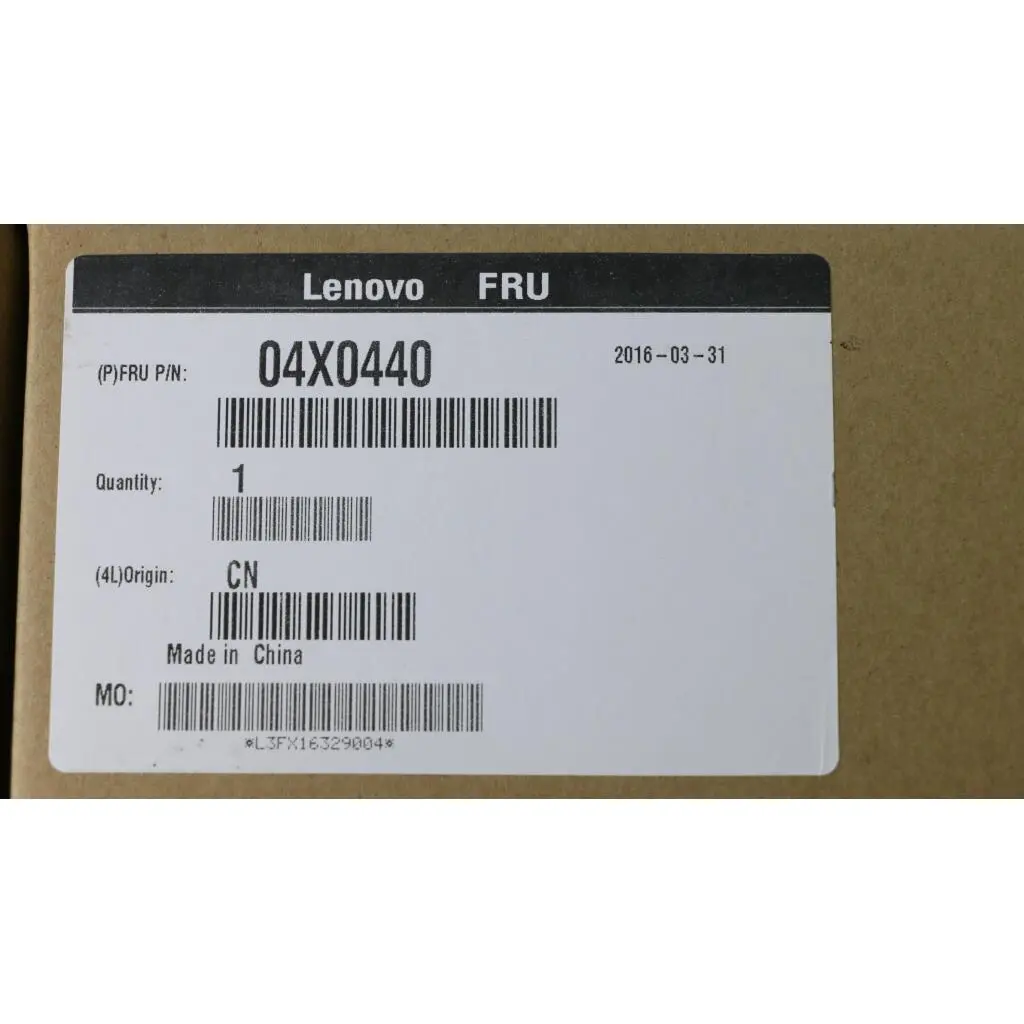 Lenovo FRU
(P)FRU P/N: 04X0440 2016-03-31
Quantity: 1
(4L)Origin: CN
Made in China
MO:
*L3FX16329004*